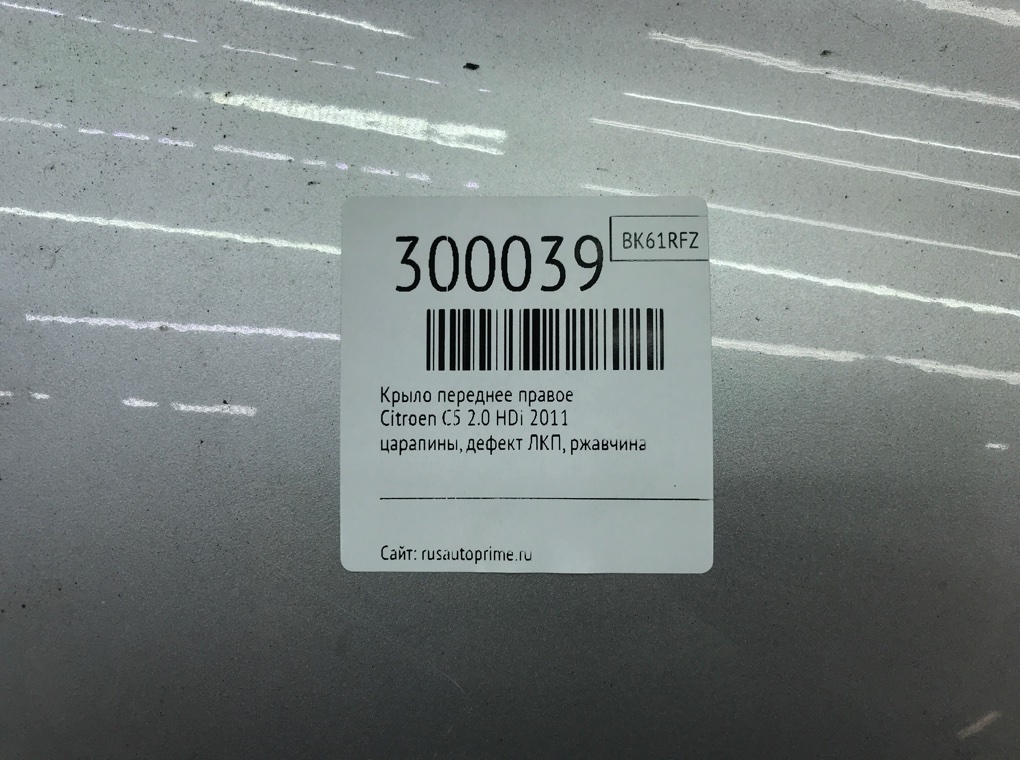 300039
BK61RFZ
Крыло переднее правое
Citroen C5 2.0 HDi 2011
царапины, дефект ЛКП, ржавчина
Сайт: rusautoprime.ru